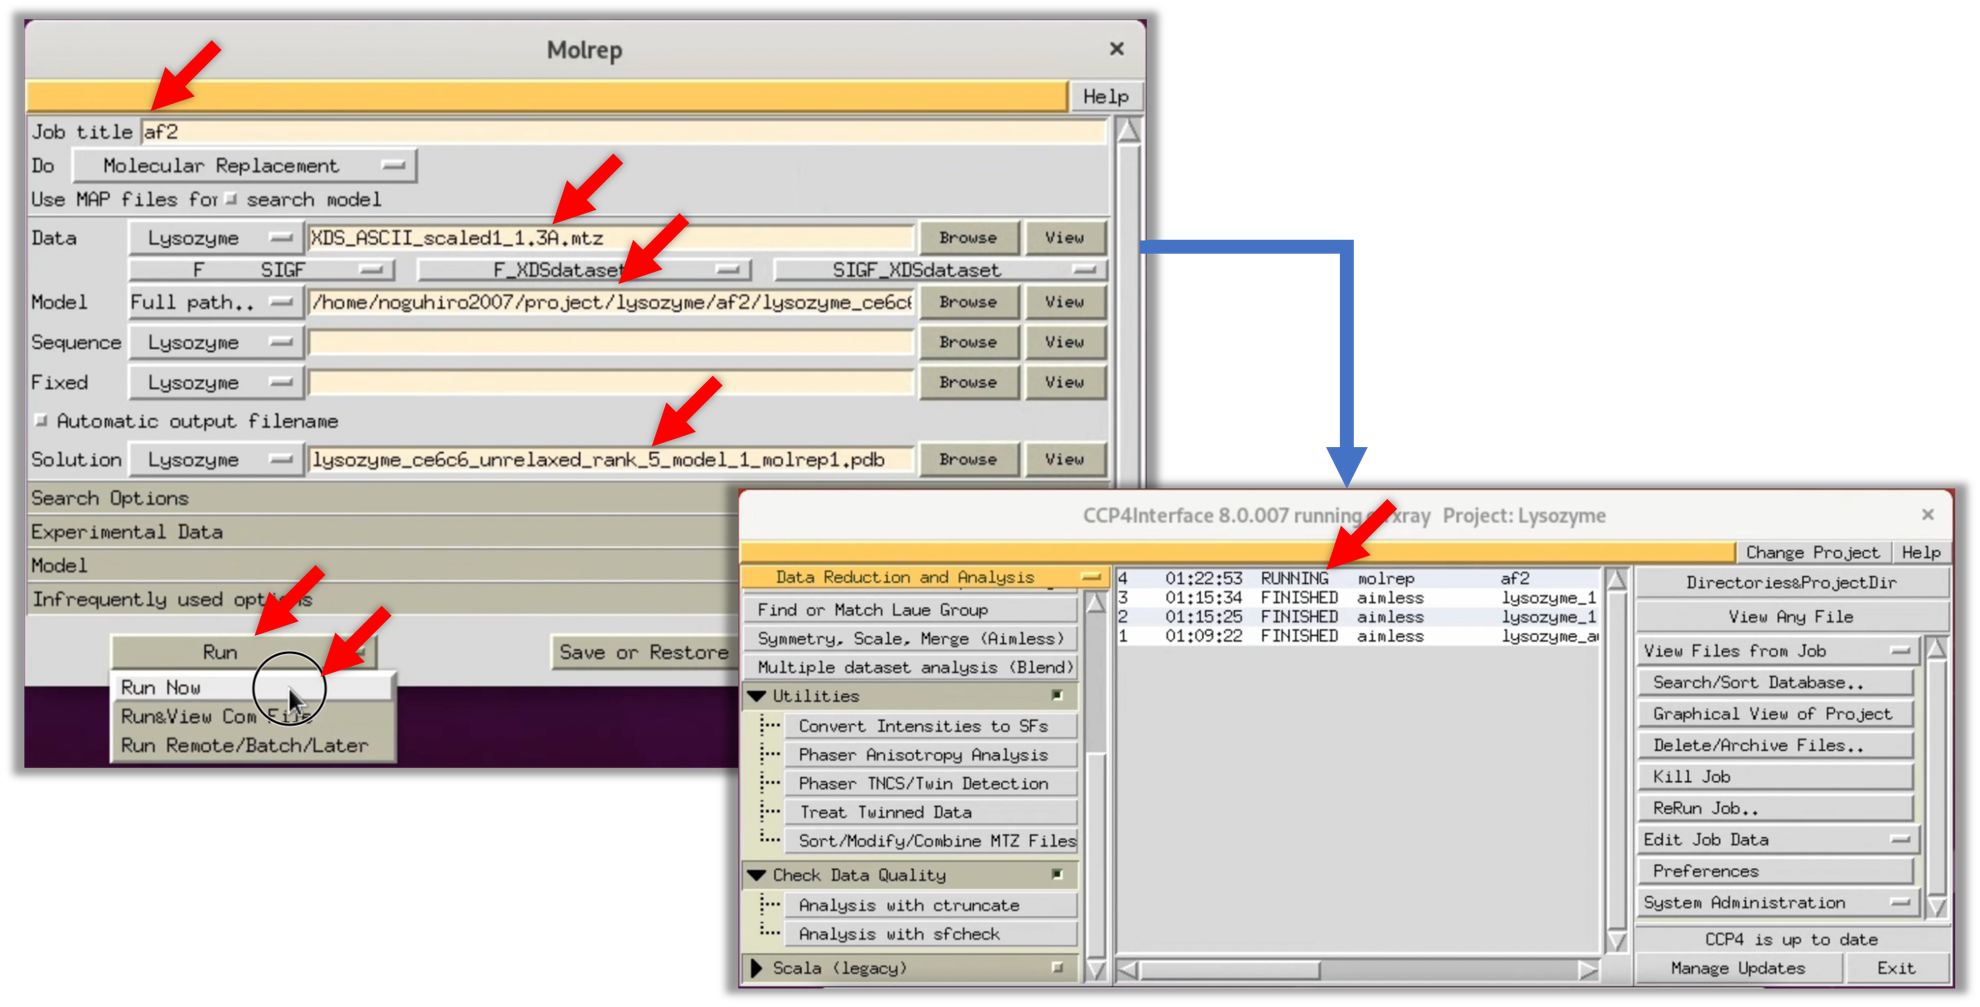 Molrep ×
Help
Job title af2
Do Molecular Replacement
Use MAP files for search model
Data Lysozyme XDS_ASCII_scaled1_1.3A.mtz Browse View
F SIGF F_XDSdataset SIGF_XDSdataset
Model Full path.. /home/noguhiro2007/project/lysozyme/af2/lysozyme_ce6c6 Browse View
Sequence Lysozyme Browse View
Fixed Lysozyme Browse View
Automatic output filename
Solution Lysozyme lysozyme_ce6c6_unrelaxed_rank_5_model_1_molrep1.pdb Browse View
Search Options
Experimental Data
Model
Infrequently used options
Run Save or Restore
Run Now
Run&View Com File
Run Remote/Batch/Later
CCP4Interface 8.0.007 running xray Project: Lysozyme ×
Change Project Help
Data Reduction and Analysis
Find or Match Laue Group
Symmetry, Scale, Merge (Aimless)
Multiple dataset analysis (Blend)
Utilities
Convert Intensities to SFs
Phaser Anisotropy Analysis
Phaser TNCS/Twin Detection
Treat Twinned Data
Sort/Modify/Combine MTZ Files
Check Data Quality
Analysis with ctruncate
Analysis with sfcheck
Scala (legacy)
4 01:22:53 RUNNING molrep af2
3 01:15:34 FINISHED aimless lysozyme_1
2 01:15:25 FINISHED aimless lysozyme_1
1 01:09:22 FINISHED aimless lysozyme_a
Directories&ProjectDir
View Any File
View Files from Job
Search/Sort Database..
Graphical View of Project
Delete/Archive Files..
Kill Job
ReRun Job..
Edit Job Data
Preferences
System Administration
CCP4 is up to date
Manage Updates Exit